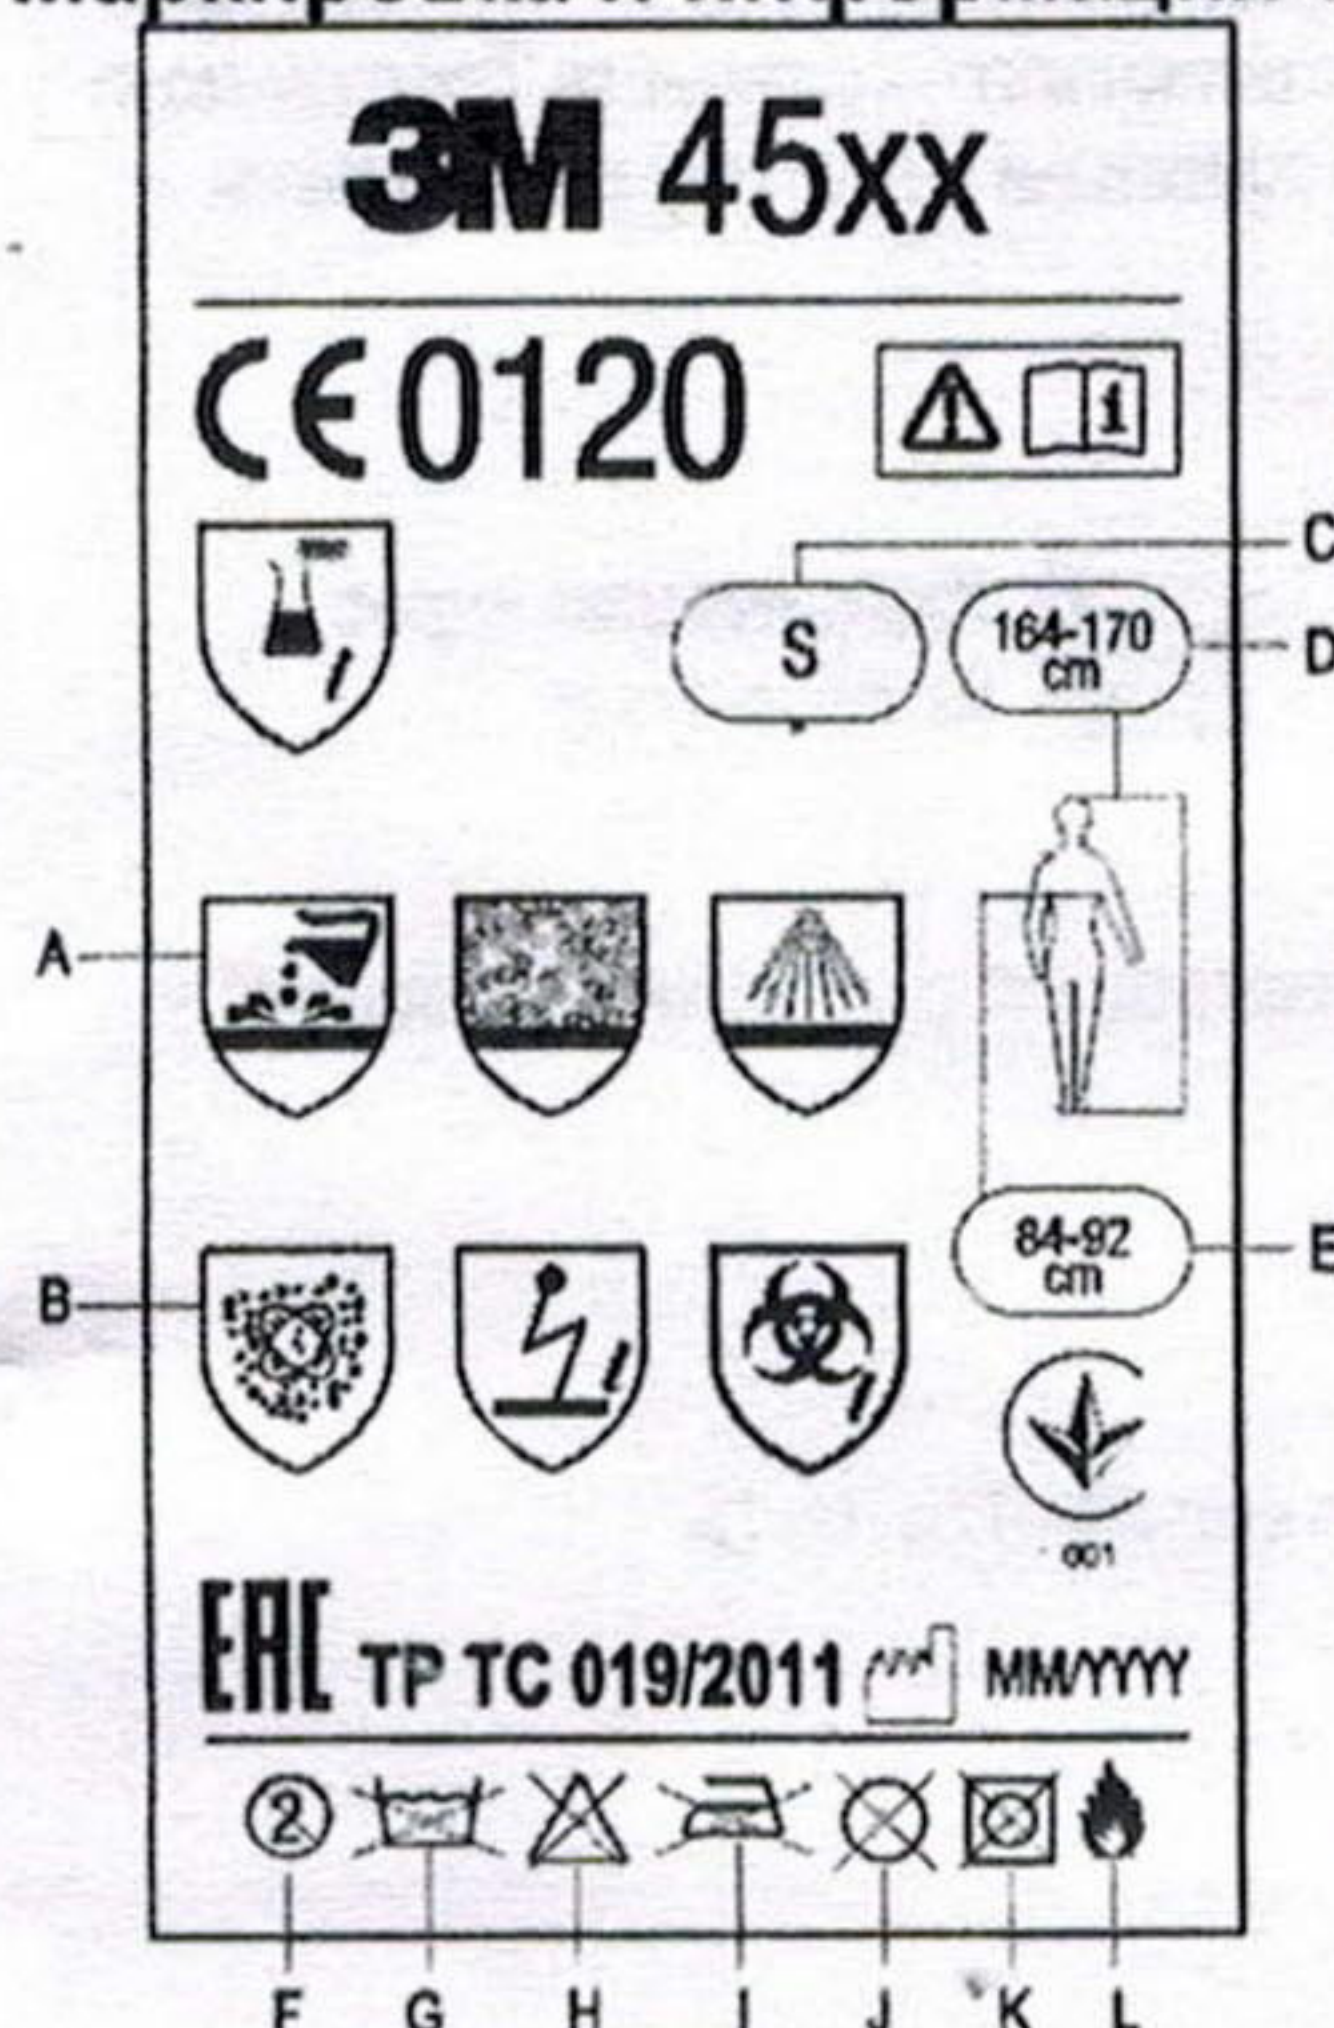 3M 45xx
CE 0120
i
C
S
164-170
cm
D
A
B
84-92
cm
E
001
EAC TP TC 019/2011 MM/YYYY
2
F G H I J K L